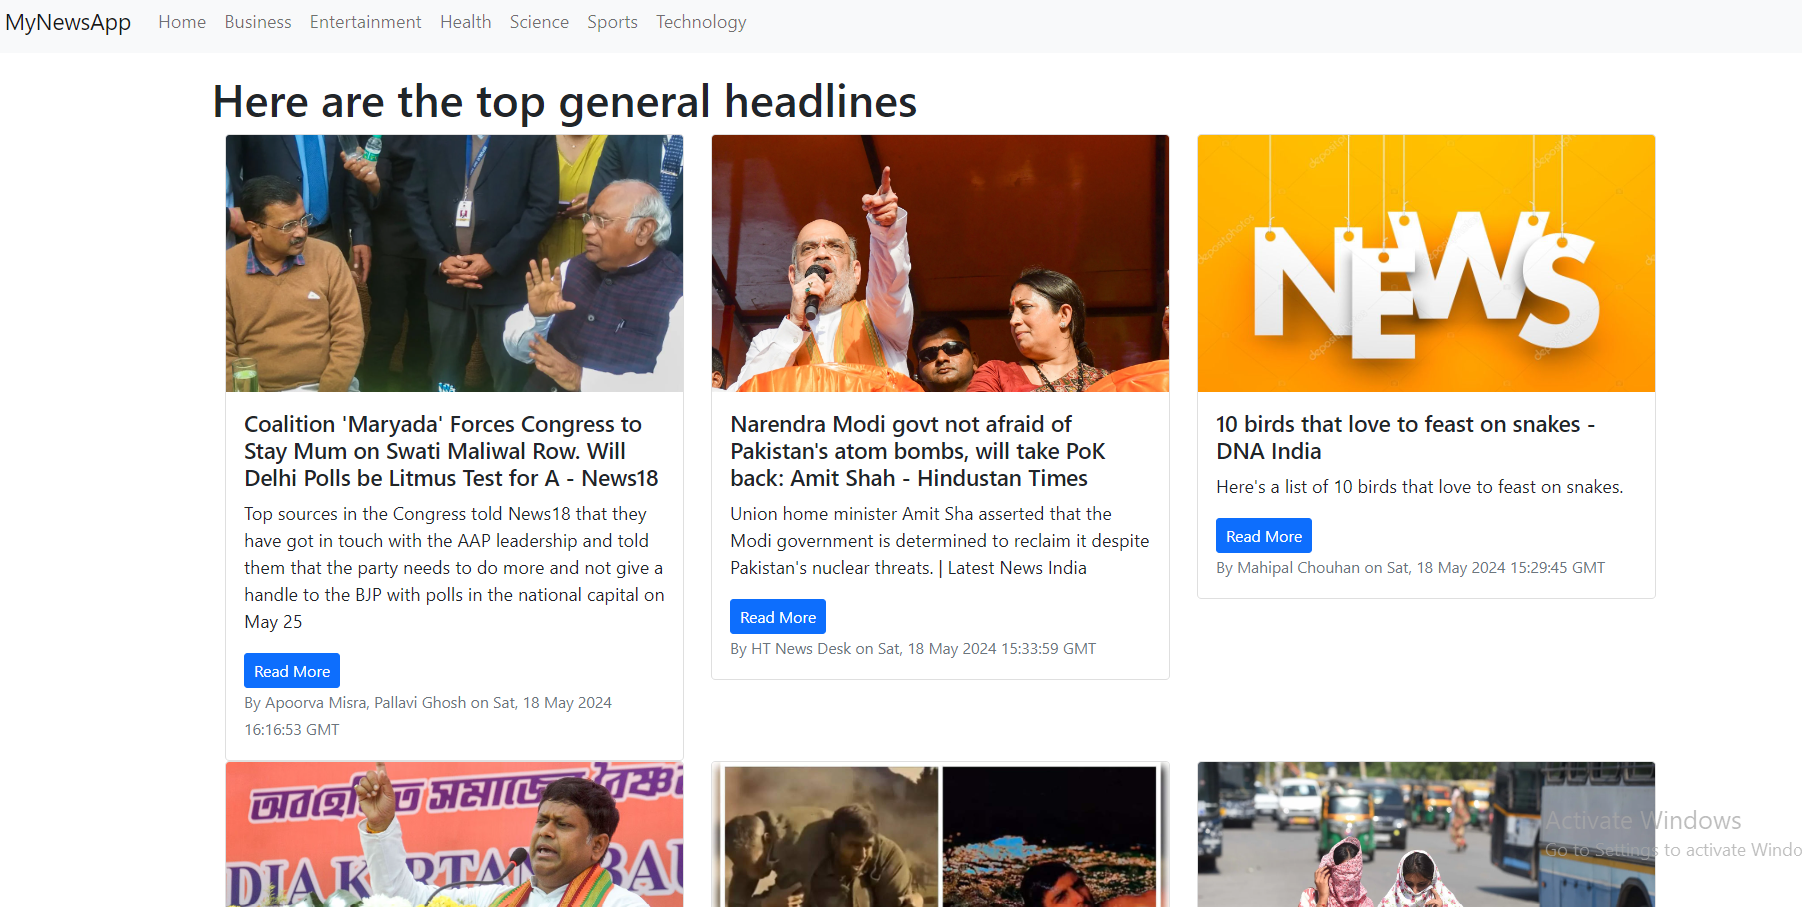 MyNewsApp Home Business Entertainment Health Science Sports Technology
Here are the top general headlines
NEWS
Coalition 'Maryada' Forces Congress to
Stay Mum on Swati Maliwal Row. Will
Delhi Polls be Litmus Test for A - News18
Top sources in the Congress told News18 that they
have got in touch with the AAP leadership and told
them that the party needs to do more and not give a
handle to the BJP with polls in the national capital on
May 25
Read More
By Apoorva Misra, Pallavi Ghosh on Sat, 18 May 2024
16:16:53 GMT
Narendra Modi govt not afraid of
Pakistan's atom bombs, will take PoK
back: Amit Shah - Hindustan Times
Union home minister Amit Sha asserted that the
Modi government is determined to reclaim it despite
Pakistan's nuclear threats. | Latest News India
Read More
By HT News Desk on Sat, 18 May 2024 15:33:59 GMT
10 birds that love to feast on snakes -
DNA India
Here's a list of 10 birds that love to feast on snakes.
Read More
By Mahipal Chouhan on Sat, 18 May 2024 15:29:45 GMT
সমাজে
Activate Windows
Go to Settings to activate Windo